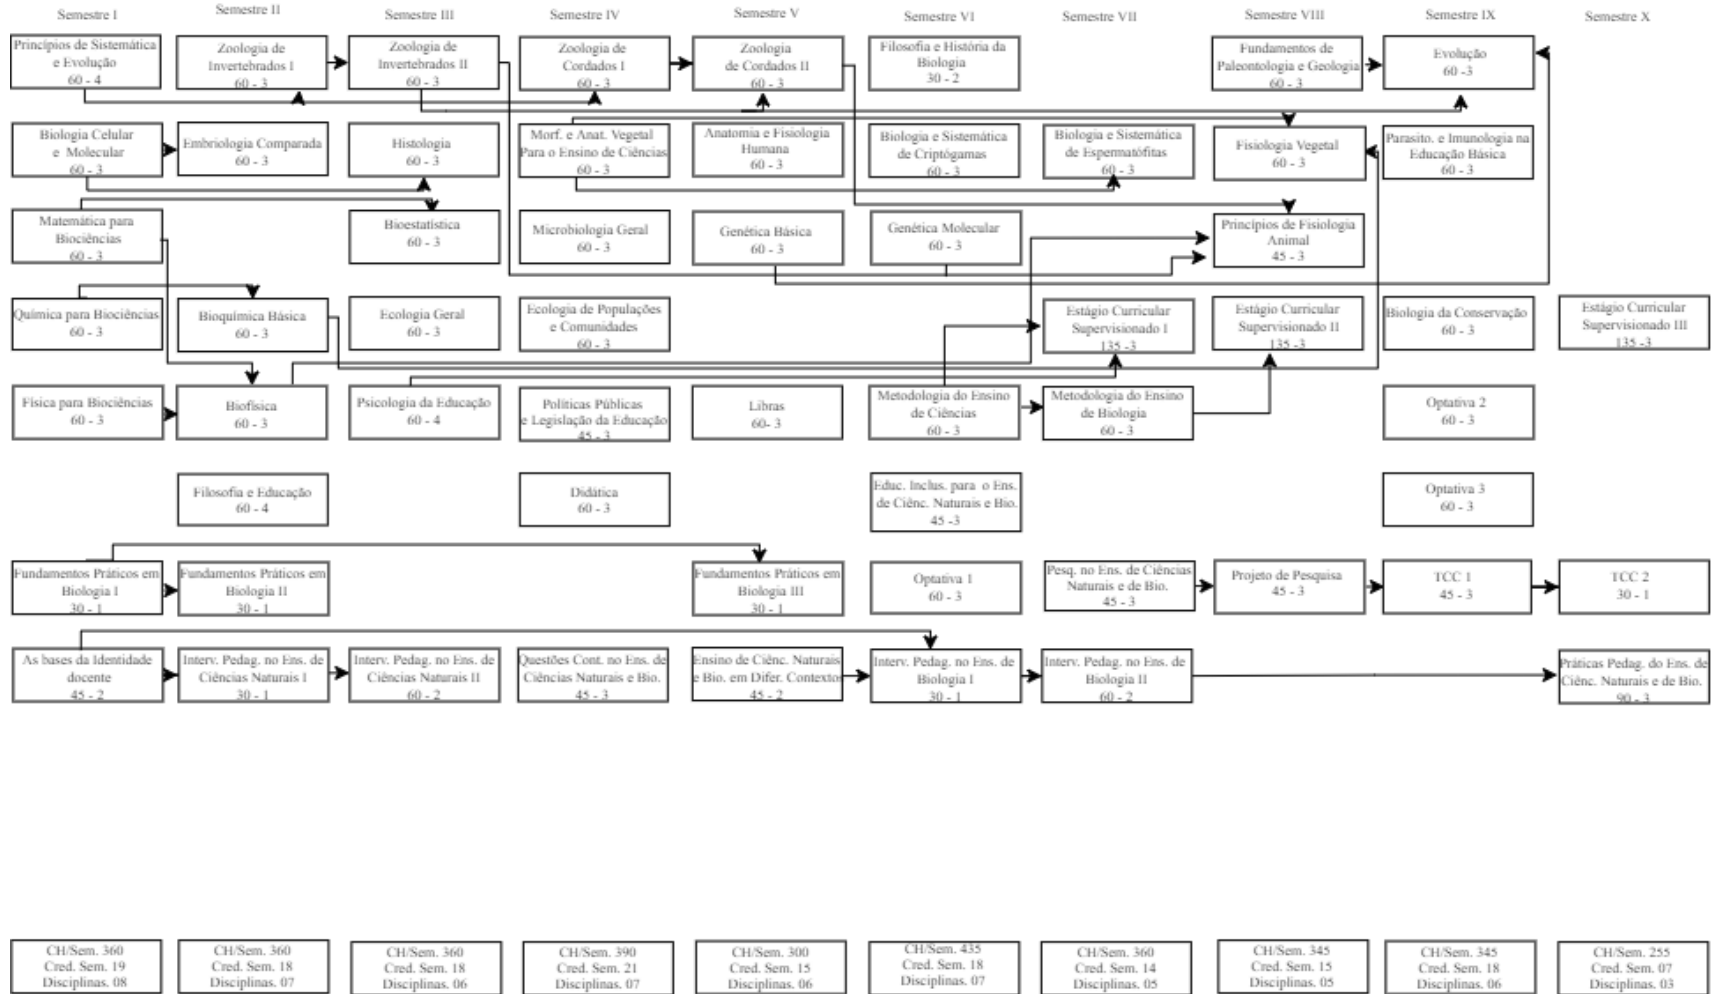 Semestre I
Semestre II
Semestre III
Semestre IV
Semestre V
Semestre VI
Semestre VII
Semestre VIII
Semestre IX
Semestre X
Princípios de Sistemática
e Evolução
60 - 4
Zoologia de
Invertebrados I
60 - 3
Zoologia de
Invertebrados II
60 - 3
Zoologia de
Cordados I
60 - 3
Zoologia
de Cordados II
60 - 3
Filosofia e História da
Biologia
30 - 2
Fundamentos de
Paleontologia e Geologia
60 - 3
Evolução
60 -3
Biologia Celular
e Molecular
60 - 3
Embriologia Comparada
60 - 3
Histologia
60 - 3
Morf. e Anat. Vegetal
Para o Ensino de Ciências
60 - 3
Anatomia e Fisiologia
Humana
60 - 3
Biologia e Sistemática
de Criptógamas
60 - 3
Biologia e Sistemática
de Espermatófitas
60 - 3
Fisiologia Vegetal
60 - 3
Parasito. e Imunologia na
Educação Básica
60 - 3
Matemática para
Biociências
60 - 3
Bioestatística
60 - 3
Microbiologia Geral
60 - 3
Genética Básica
60 - 3
Genética Molecular
60 - 3
Princípios de Fisiologia
Animal
45 - 3
Química para Biociências
60 - 3
Bioquímica Básica
60 - 3
Ecologia Geral
60 - 3
Ecologia de Populações
e Comunidades
60 - 3
Estágio Curricular
Supervisionado I
135 -3
Estágio Curricular
Supervisionado II
135 -3
Biologia da Conservação
60 - 3
Estágio Curricular
Supervisionado III
135 -3
Física para Biociências
60 - 3
Biofísica
60 - 3
Psicologia da Educação
60 - 4
Políticas Públicas
e Legislação da Educação
45 - 3
Libras
60- 3
Metodologia do Ensino
de Ciências
60 - 3
Metodologia do Ensino
de Biologia
60 - 3
Optativa 2
60 - 3
Filosofia e Educação
60 - 4
Didática
60 - 3
Educ. Inclus. para o Ens.
de Ciênc. Naturais e Bio.
45 -3
Optativa 3
60 - 3
Fundamentos Práticos em
Biologia I
30 - 1
Fundamentos Práticos em
Biologia II
30 - 1
Fundamentos Práticos em
Biologia III
30 - 1
Optativa 1
60 - 3
Pesq. no Ens. de Ciências
Naturais e de Bio.
45 - 3
Projeto de Pesquisa
45 - 3
TCC 1
45 - 3
TCC 2
30 - 1
As bases da Identidade
docente
45 - 2
Interv. Pedag. no Ens. de
Ciências Naturais I
30 - 1
Interv. Pedag. no Ens. de
Ciências Naturais II
60 - 2
Questões Cont. no Ens. de
Ciências Naturais e Bio.
45 - 3
Ensino de Ciênc. Naturais
e Bio. em Difer. Contextos
45 - 2
Interv. Pedag. no Ens. de
Biologia I
30 - 1
Interv. Pedag. no Ens. de
Biologia II
60 - 2
Práticas Pedag. do Ens. de
Ciênc. Naturais e de Bio.
90 - 3
CH/Sem. 360
Cred. Sem. 19
Disciplinas. 08
CH/Sem. 360
Cred. Sem. 18
Disciplinas. 07
CH/Sem. 360
Cred. Sem. 18
Disciplinas. 06
CH/Sem. 390
Cred. Sem. 21
Disciplinas. 07
CH/Sem. 300
Cred. Sem. 15
Disciplinas. 06
CH/Sem. 435
Cred. Sem. 18
Disciplinas. 07
CH/Sem. 360
Cred. Sem. 14
Disciplinas. 05
CH/Sem. 345
Cred. Sem. 15
Disciplinas. 05
CH/Sem. 345
Cred. Sem. 18
Disciplinas. 06
CH/Sem. 255
Cred. Sem. 07
Disciplinas. 03